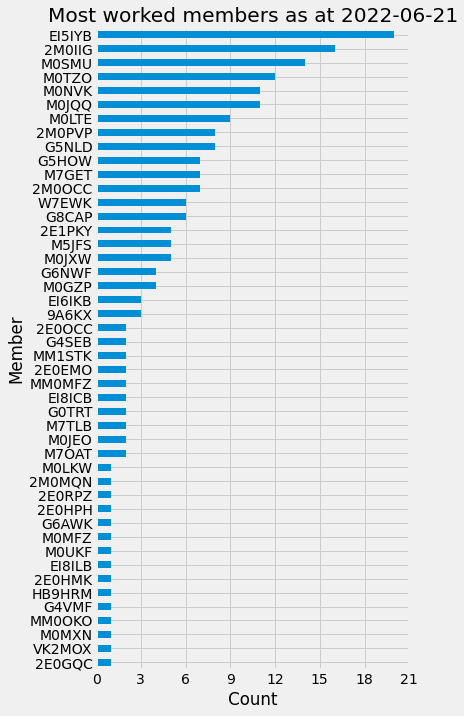 Most worked members as at 2022-06-21
EI5IYB
2M0IIG
M0SMU
M0TZO
M0NVK
M0JQQ
M0LTE
2M0PVP
G5NLD
G5HOW
M7GET
2M0OCC
W7EWK
G8CAP
2E1PKY
M5JFS
M0JXW
G6NWF
M0GZP
EI6IKB
9A6KX
2E0OCC
G4SEB
MM1STK
2E0EMO
MM0MFZ
EI8ICB
G0TRT
M7TLB
M0JEO
M7OAT
M0LKW
2M0MQN
2E0RPZ
2E0HPH
G6AWK
M0MFZ
M0UKF
EI8ILB
2E0HMK
HB9HRM
G4VMF
MM0OKO
M0MXN
VK2MOX
2E0GQC
Member
0 3 6 9 12 15 18 21
Count